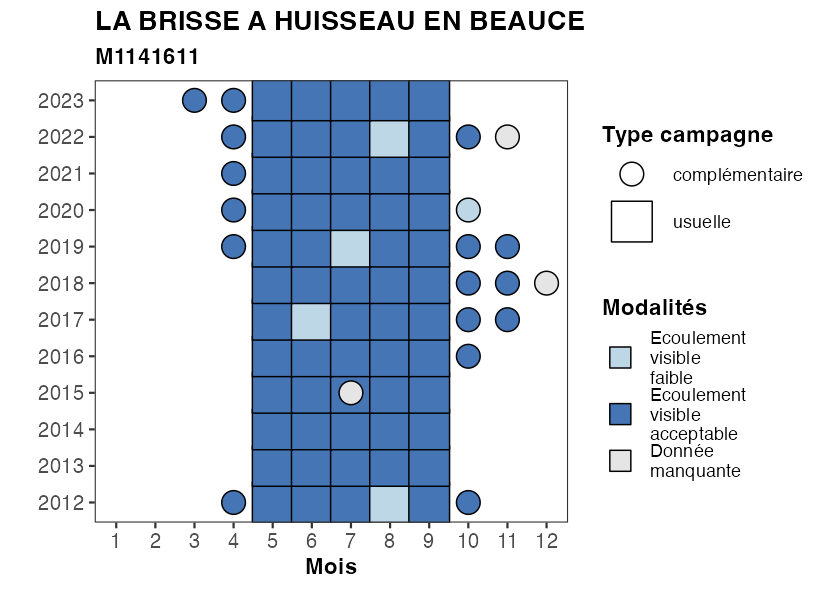 LA BRISSE A HUISSEAU EN BEAUCE
M1141611
2023
2022
2021
2020
2019
2018
2017
2016
2015
2014
2013
2012
1 2 3 4 5 6 7 8 9 10 11 12
Mois
Type campagne
complémentaire
usuelle
Modalités
Ecoulement
visible
faible
Ecoulement
visible
acceptable
Donnée
manquante